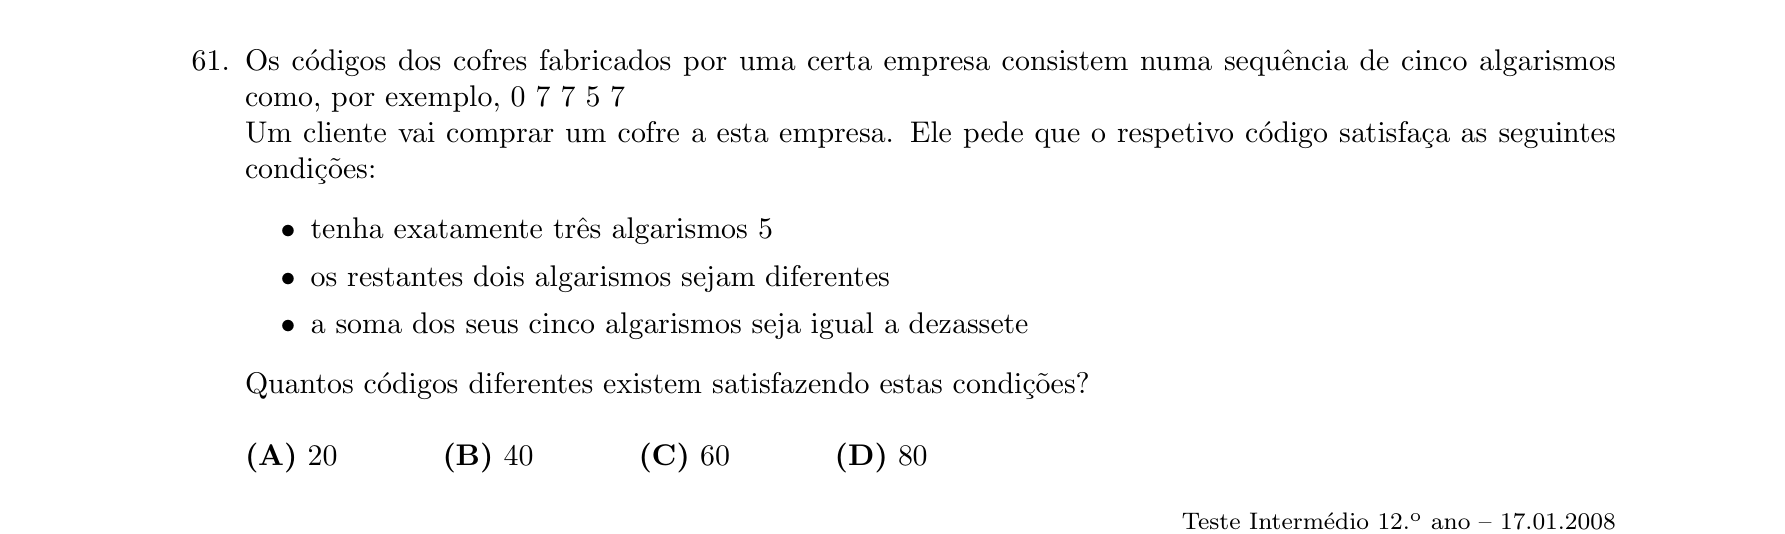 61. Os códigos dos cofres fabricados por uma certa empresa consistem numa sequência de cinco algarismos
como, por exemplo, 0 7 7 5 7
Um cliente vai comprar um cofre a esta empresa. Ele pede que o respetivo código satisfaça as seguintes
condições:
• tenha exatamente três algarismos 5
• os restantes dois algarismos sejam diferentes
• a soma dos seus cinco algarismos seja igual a dezassete
Quantos códigos diferentes existem satisfazendo estas condições?
(A) 20 (B) 40 (C) 60 (D) 80
Teste Intermédio 12.º ano – 17.01.2008